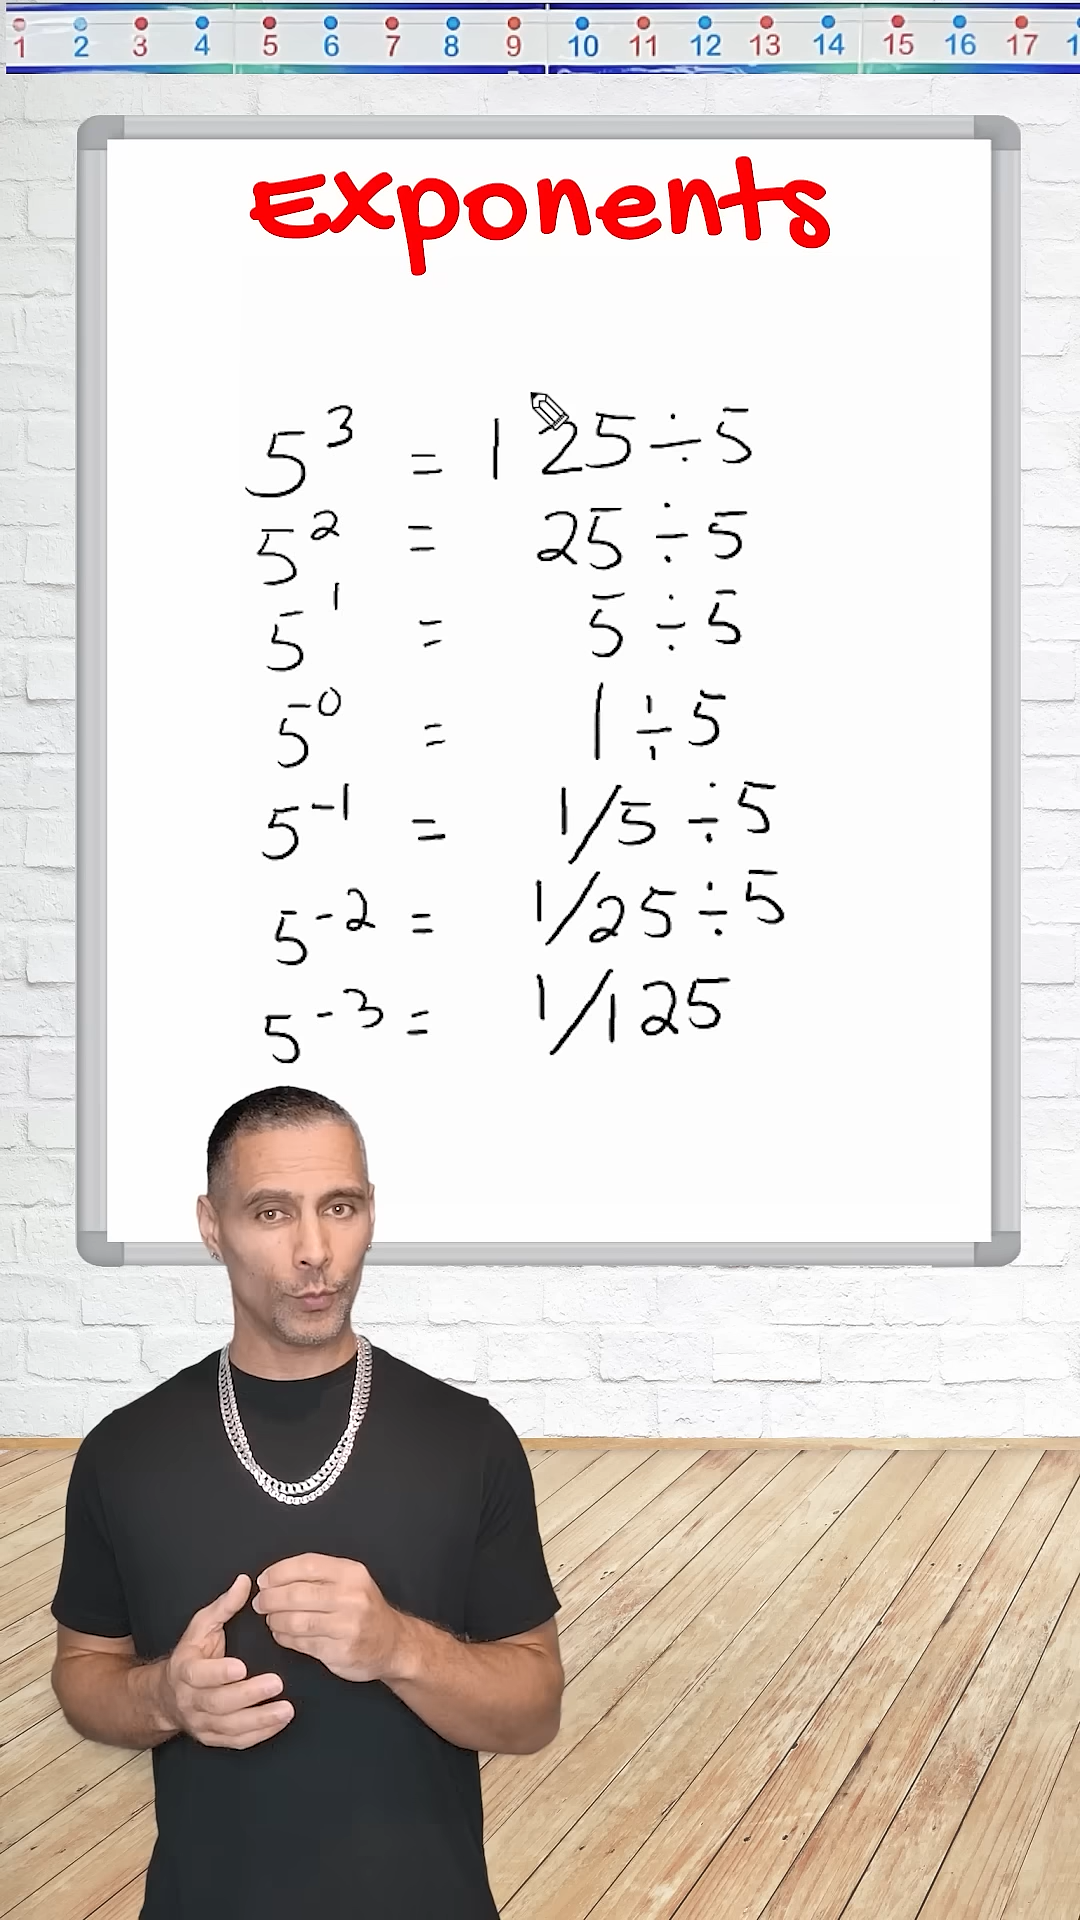 1 2 3 4 5 6 7 8 9 10 11 12 13 14 15 16 17 1
Exponents
5³ = 125÷5
5² = 25÷5
5¹ = 5÷5
5⁰ = 1÷5
5⁻¹ = 1/5÷5
5⁻² = 1/25÷5
5⁻³ = 1/125